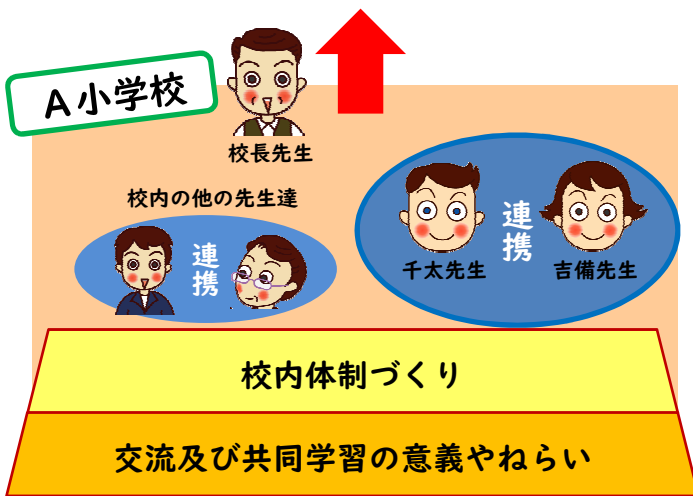 A小学校
校長先生
校内の他の先生達
連携
連携
千太先生
吉備先生
校内体制づくり
交流及び共同学習の意義やねらい